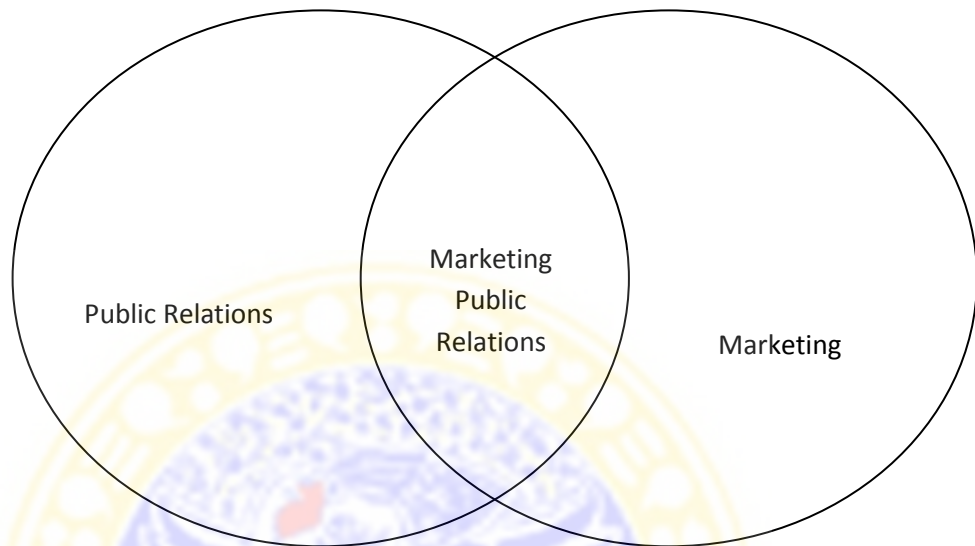 Public Relations
Marketing
Public
Relations
Marketing